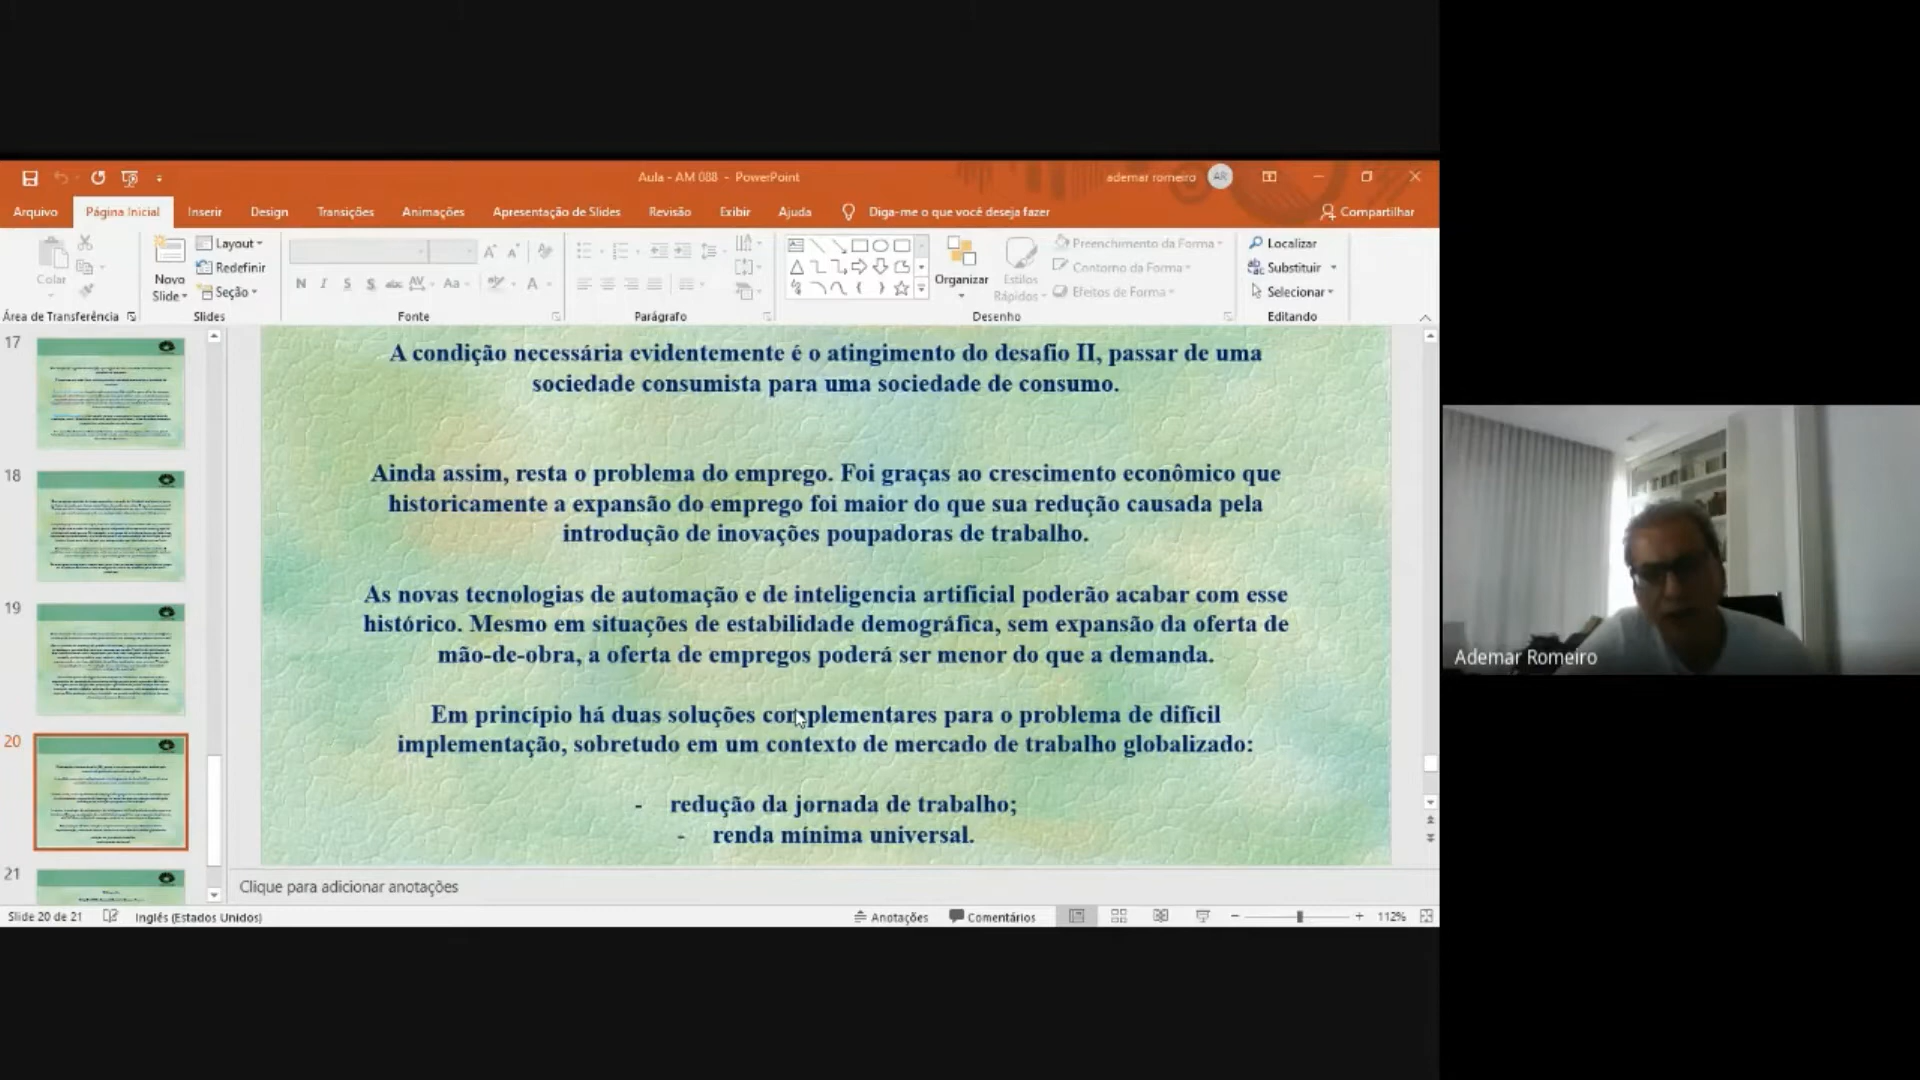 Aula - AM 088 - PowerPoint
ademar romeiro
AR
Arquivo
Página Inicial
Inserir
Design
Transições
Animações
Apresentação de Slides
Revisão
Exibir
Ajuda
Diga-me o que você deseja fazer
Compartilhar
Colar
Novo
Slide
Layout
Redefinir
Seção
N I S S abc AV Aa A
Organizar
Estilos
Rápidos
Preenchimento da Forma
Contorno da Forma
Efeitos de Forma
Localizar
Substituir
Selecionar
Área de Transferência
Slides
Fonte
Parágrafo
Desenho
Editando
17
18
19
20
21
A condição necessária evidentemente é o atingimento do desafio II, passar de uma
sociedade consumista para uma sociedade de consumo.
Ainda assim, resta o problema do emprego. Foi graças ao crescimento econômico que
historicamente a expansão do emprego foi maior do que sua redução causada pela
introdução de inovações poupadoras de trabalho.
As novas tecnologias de automação e de inteligencia artificial poderão acabar com esse
histórico. Mesmo em situações de estabilidade demográfica, sem expansão da oferta de
mão-de-obra, a oferta de empregos poderá ser menor do que a demanda.
Em princípio há duas soluções complementares para o problema de difícil
implementação, sobretudo em um contexto de mercado de trabalho globalizado:
- redução da jornada de trabalho;
- renda mínima universal.
Clique para adicionar anotações
Slide 20 de 21
Inglês (Estados Unidos)
Anotações
Comentários
112%
Ademar Romeiro